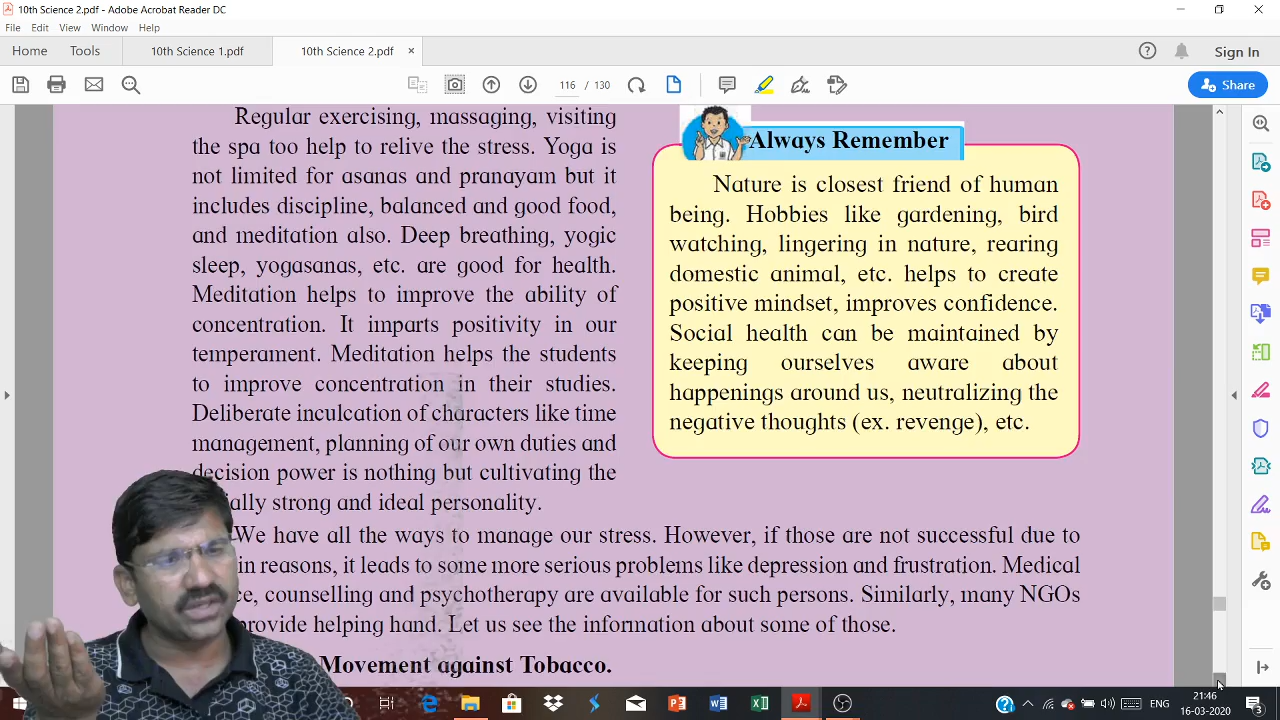 10th Science 2.pdf - Adobe Acrobat Reader DC
File Edit View Window Help
Home Tools 10th Science 1.pdf 10th Science 2.pdf × Sign In
116 / 130 Share
Regular exercising, massaging, visiting
the spa too help to relive the stress. Yoga is
not limited for asanas and pranayam but it
includes discipline, balanced and good food,
and meditation also. Deep breathing, yogic
sleep, yogasanas, etc. are good for health.
Meditation helps to improve the ability of
concentration. It imparts positivity in our
temperament. Meditation helps the students
to improve concentration in their studies.
Deliberate inculcation of characters like time
management, planning of our own duties and
decision power is nothing but cultivating the
strong and ideal personality.
Always Remember
Nature is closest friend of human
being. Hobbies like gardening, bird
watching, lingering in nature, rearing
domestic animal, etc. helps to create
positive mindset, improves confidence.
Social health can be maintained by
keeping ourselves aware about
happenings around us, neutralizing the
negative thoughts (ex. revenge), etc.
We have all the ways to manage our stress. However, if those are not successful due to
reasons, it leads to some more serious problems like depression and frustration. Medical
counselling and psychotherapy are available for such persons. Similarly, many NGOs
provide helping hand. Let us see the information about some of those.
Movement against Tobacco.
ENG 21:46
16-03-2020 3